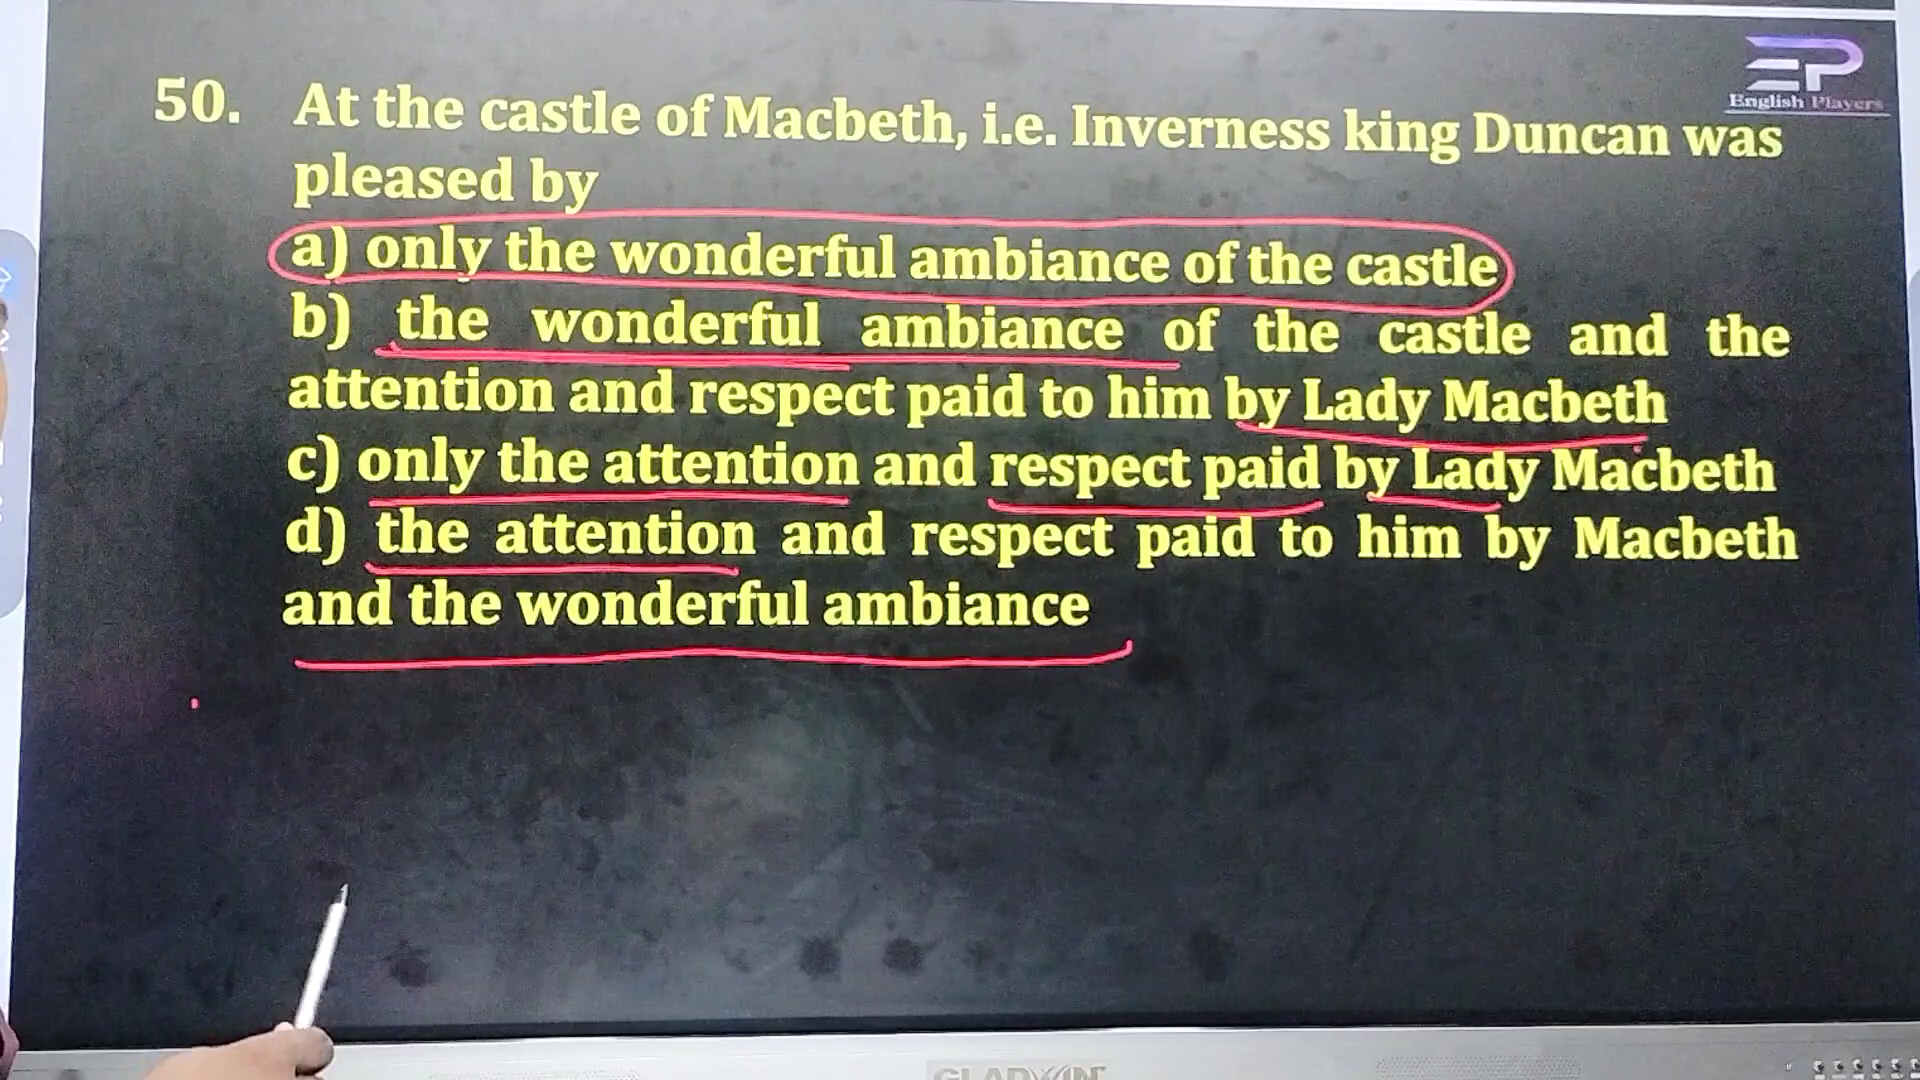 EP
English Players
50. At the castle of Macbeth, i.e. Inverness king Duncan was
pleased by
a) only the wonderful ambiance of the castle
b) the wonderful ambiance of the castle and the
attention and respect paid to him by Lady Macbeth
c) only the attention and respect paid by Lady Macbeth
d) the attention and respect paid to him by Macbeth
and the wonderful ambiance